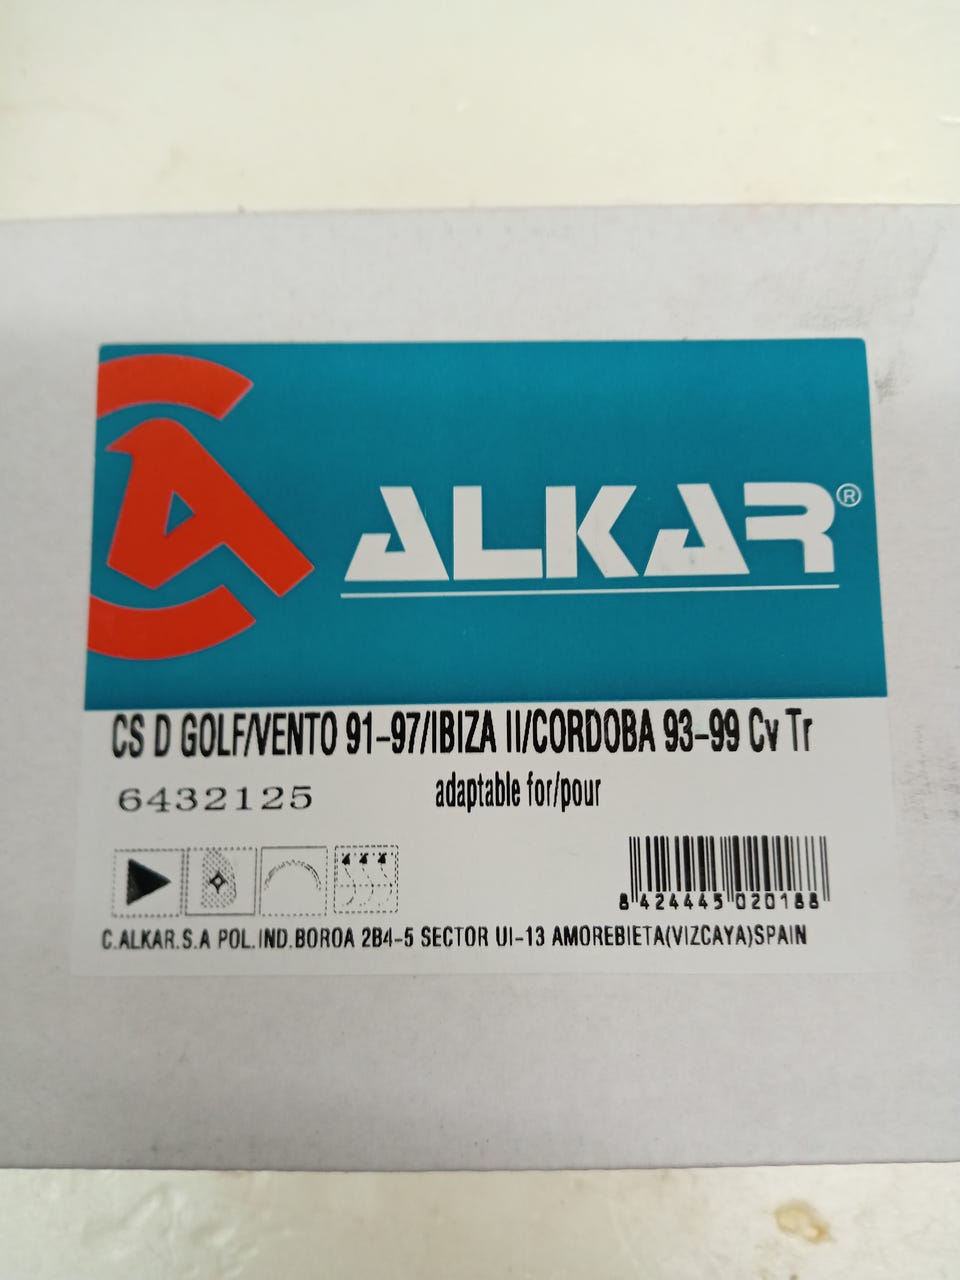 ALKAR®
CS D GOLF/VENTO 91-97/IBIZA II/CORDOBA 93-99 Cv Tr
6432125 adaptable for/pour
8 424445 020188
C.ALKAR.S.A POL.IND.BOROA 2B4-5 SECTOR UI-13 AMOREBIETA(VIZCAYA)SPAIN